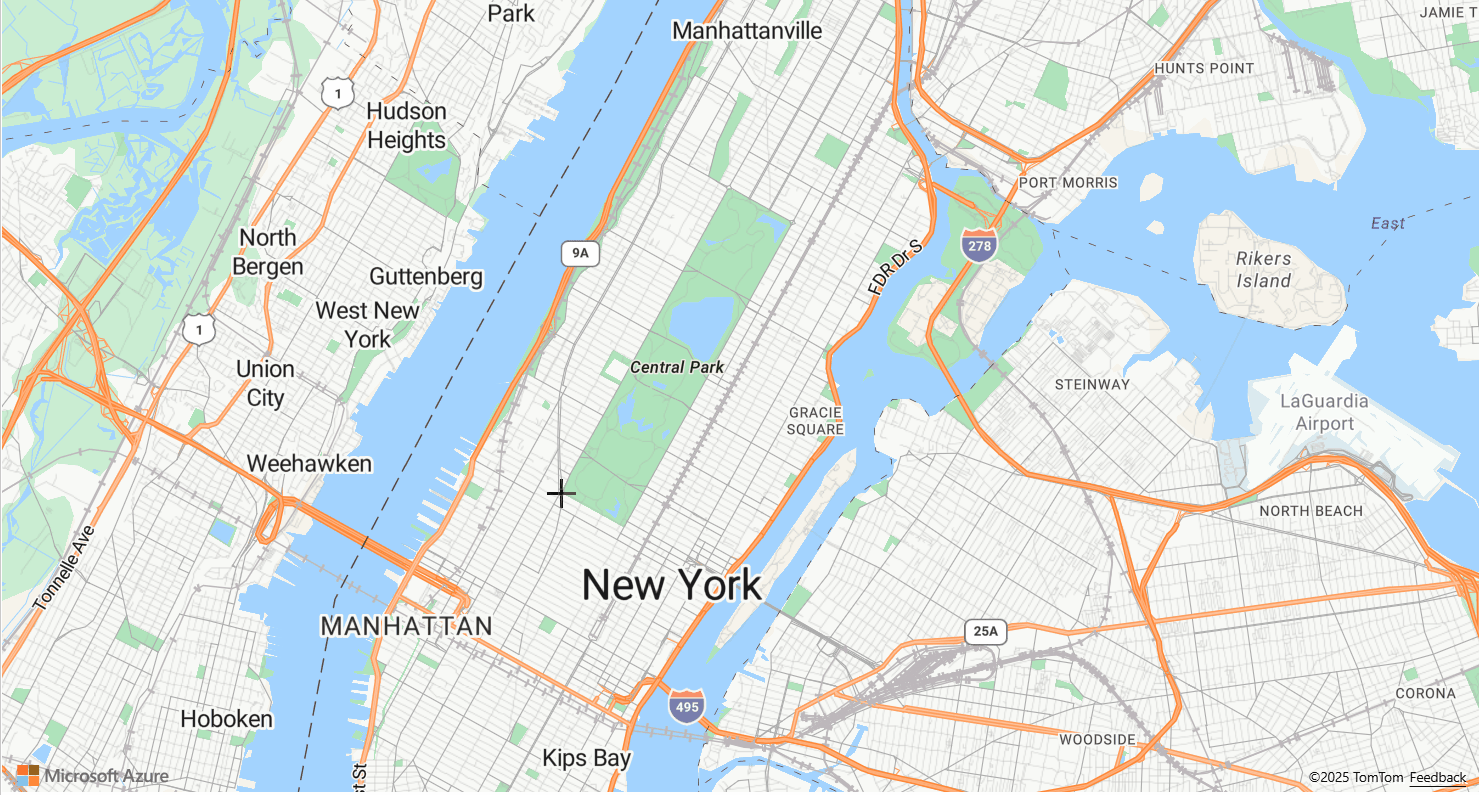 Park
Manhattanville
JAMIE T
HUNTS POINT
1
Hudson
Heights
PORT MORRIS
East
North
Bergen
9A
278
FDR Dr S
Rikers
Island
Guttenberg
West New
York
1
Union
City
Central Park
STEINWAY
LaGuardia
Airport
GRACIE
SQUARE
Weehawken
NORTH BEACH
Tonnelle Ave
New York
MANHATTAN
25A
CORONA
495
Hoboken
WOODSIDE
Kips Bay
st St
Microsoft Azure
©2025 TomTom Feedback